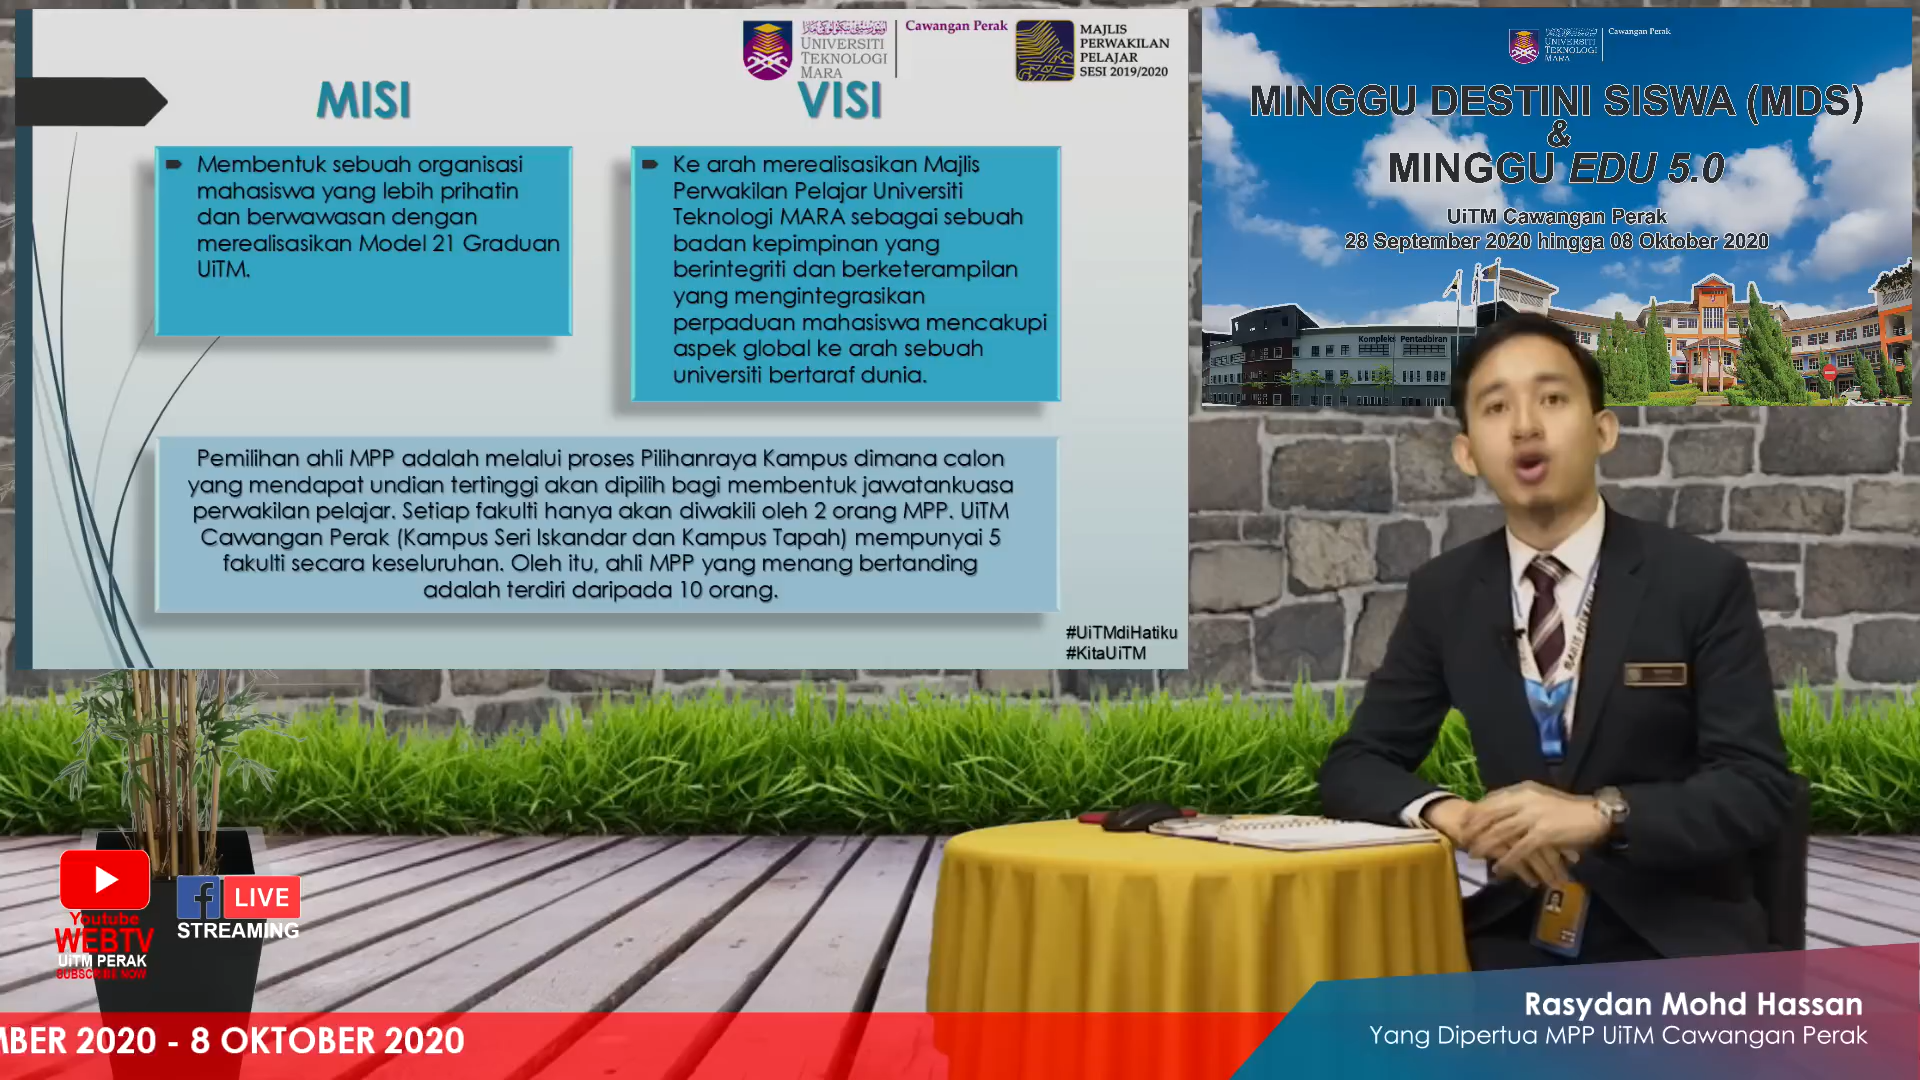 UNIVERSITI
TEKNOLOGI
MARA
Cawangan Perak
MAJLIS
PERWAKILAN
PELAJAR
SESI 2019/2020
MISI
VISI
Membentuk sebuah organisasi
mahasiswa yang lebih prihatin
dan berwawasan dengan
merealisasikan Model 21 Graduan
UiTM.
Ke arah merealisasikan Majlis
Perwakilan Pelajar Universiti
Teknologi MARA sebagai sebuah
badan kepimpinan yang
berintegriti dan berketerampilan
yang mengintegrasikan
perpaduan mahasiswa mencakupi
aspek global ke arah sebuah
universiti bertaraf dunia.
Pemilihan ahli MPP adalah melalui proses Pilihanraya Kampus dimana calon
yang mendapat undian tertinggi akan dipilih bagi membentuk jawatankuasa
perwakilan pelajar. Setiap fakulti hanya akan diwakili oleh 2 orang MPP. UiTM
Cawangan Perak (Kampus Seri Iskandar dan Kampus Tapah) mempunyai 5
fakulti secara keseluruhan. Oleh itu, ahli MPP yang menang bertanding
adalah terdiri daripada 10 orang.
#UiTMdiHatiku
#KitaUiTM
UNIVERSITI
TEKNOLOGI
MARA
Cawangan Perak
MINGGU DESTINI SISWA (MDS)
&
MINGGU EDU 5.0
UiTM Cawangan Perak
28 September 2020 hingga 08 Oktober 2020
Kompleks Pentadbiran
Youtube
WEBTV
UiTM PERAK
SUBSCRIBE NOW
LIVE
STREAMING
MBER 2020 - 8 OKTOBER 2020
Rasydan Mohd Hassan
Yang Dipertua MPP UiTM Cawangan Perak